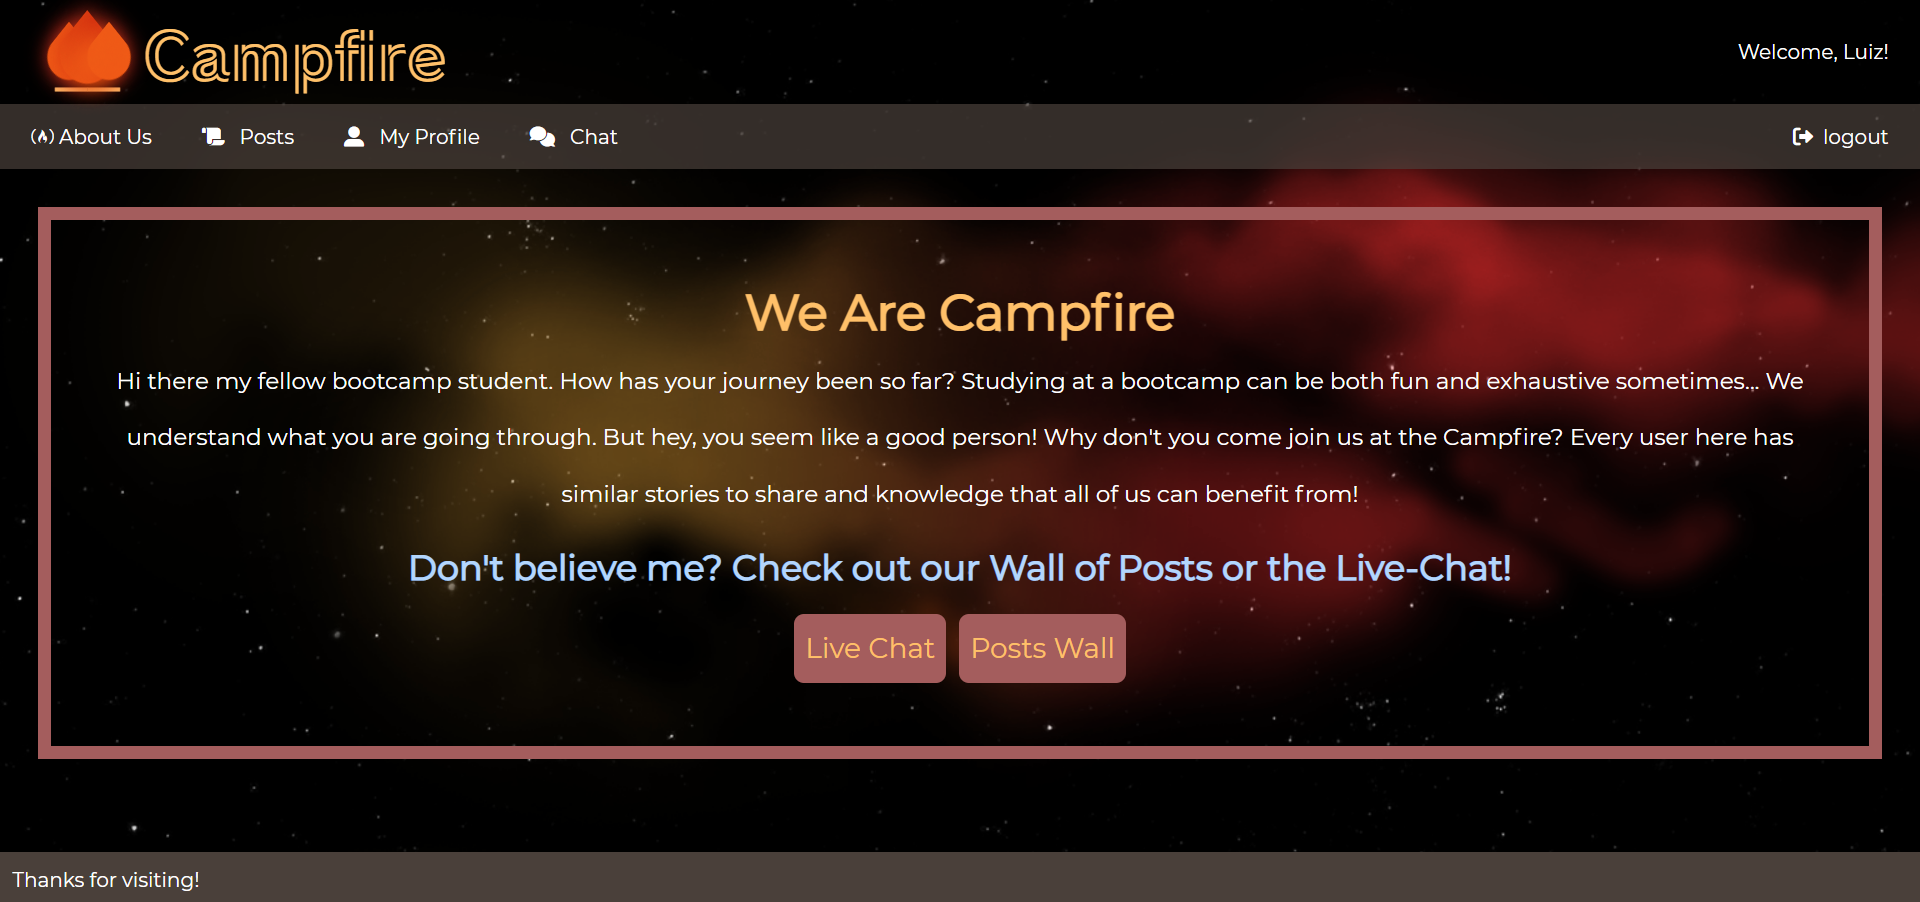 Campfire
Welcome, Luiz!
About Us
Posts
My Profile
Chat
logout
We Are Campfire
Hi there my fellow bootcamp student. How has your journey been so far? Studying at a bootcamp can be both fun and exhaustive sometimes... We
understand what you are going through. But hey, you seem like a good person! Why don't you come join us at the Campfire? Every user here has
similar stories to share and knowledge that all of us can benefit from!
Don't believe me? Check out our Wall of Posts or the Live-Chat!
Live Chat
Posts Wall
Thanks for visiting!